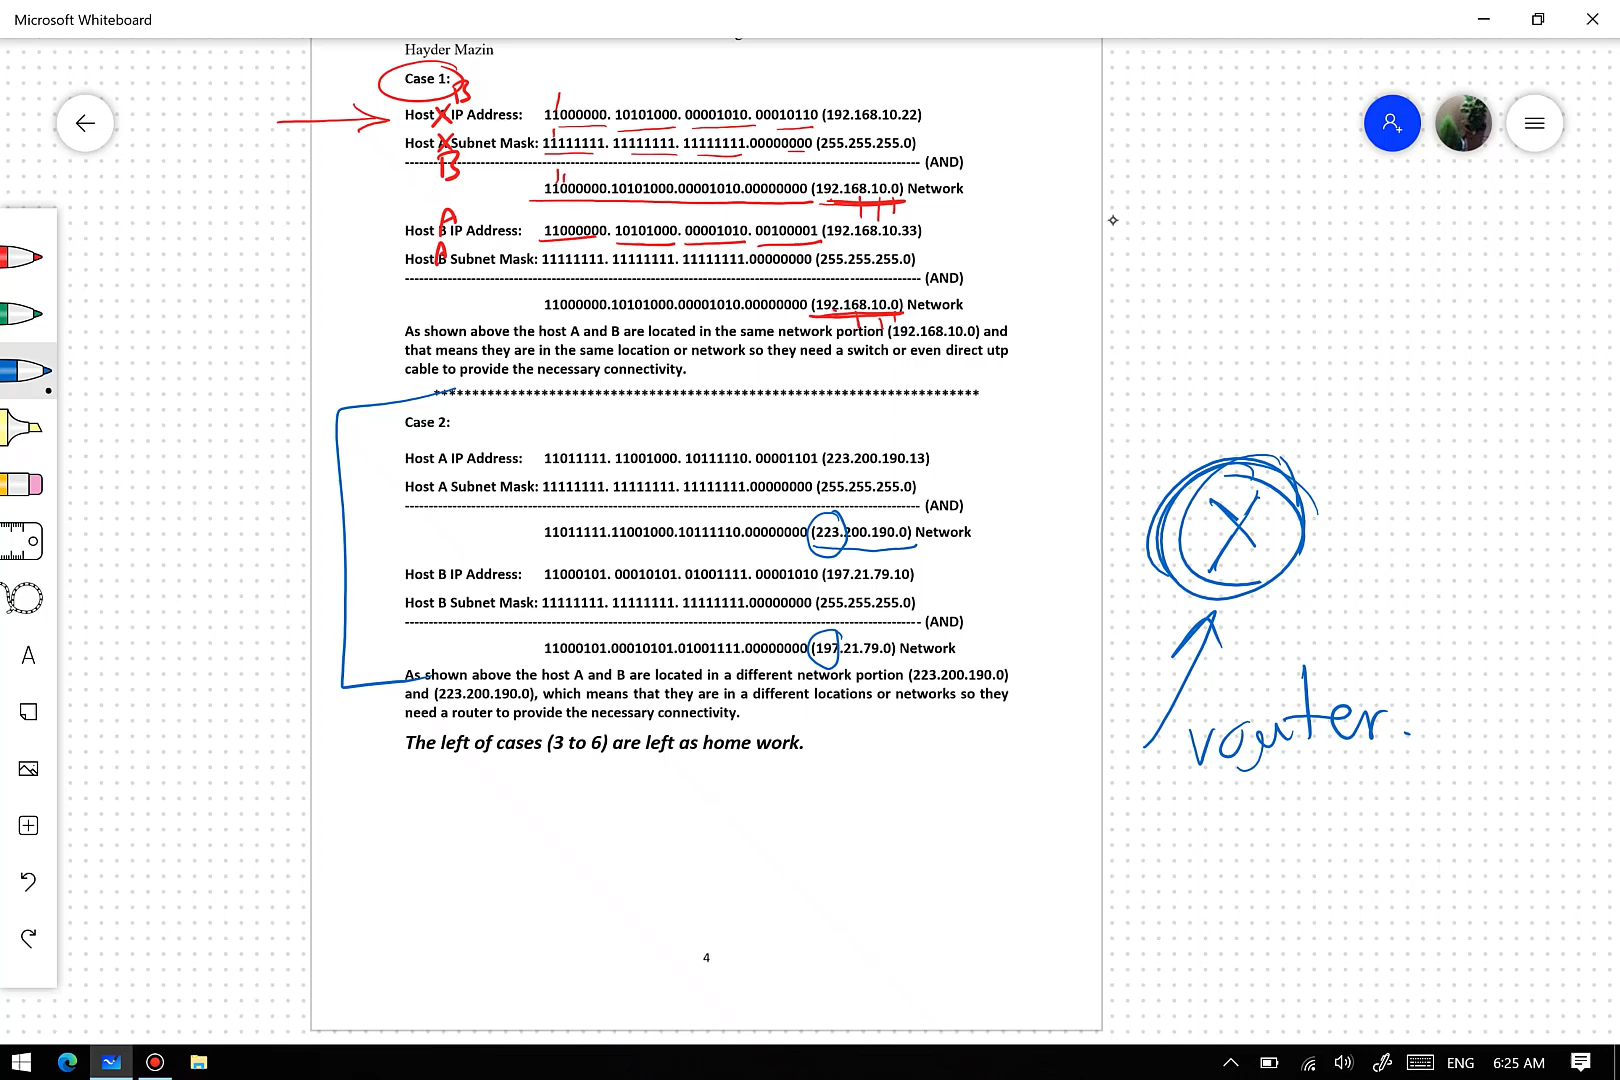 Microsoft Whiteboard
Hayder Mazin
Case 1:
B
Host X IP Address: 11000000. 10101000. 00001010. 00010110 (192.168.10.22)
Host A Subnet Mask: 11111111. 11111111. 11111111.00000000 (255.255.255.0)
B
(AND)
11000000.10101000.00001010.00000000 (192.168.10.0) Network
A
Host B IP Address: 11000000. 10101000. 00001010. 00100001 (192.168.10.33)
A
Host B Subnet Mask: 11111111. 11111111. 11111111.00000000 (255.255.255.0)
(AND)
11000000.10101000.00001010.00000000 (192.168.10.0) Network
As shown above the host A and B are located in the same network portion (192.168.10.0) and
that means they are in the same location or network so they need a switch or even direct utp
cable to provide the necessary connectivity.
Case 2:
Host A IP Address: 11011111. 11001000. 10111110. 00001101 (223.200.190.13)
Host A Subnet Mask: 11111111. 11111111. 11111111.00000000 (255.255.255.0)
(AND)
11011111.11001000.10111110.00000000 (223.200.190.0) Network
Host B IP Address: 11000101. 00010101. 01001111. 00001010 (197.21.79.10)
Host B Subnet Mask: 11111111. 11111111. 11111111.00000000 (255.255.255.0)
(AND)
11000101.00010101.01001111.00000000 (197.21.79.0) Network
As shown above the host A and B are located in a different network portion (223.200.190.0)
and (223.200.190.0), which means that they are in a different locations or networks so they
need a router to provide the necessary connectivity.
The left of cases (3 to 6) are left as home work.
4
X
router.
A
ENG
6:25 AM